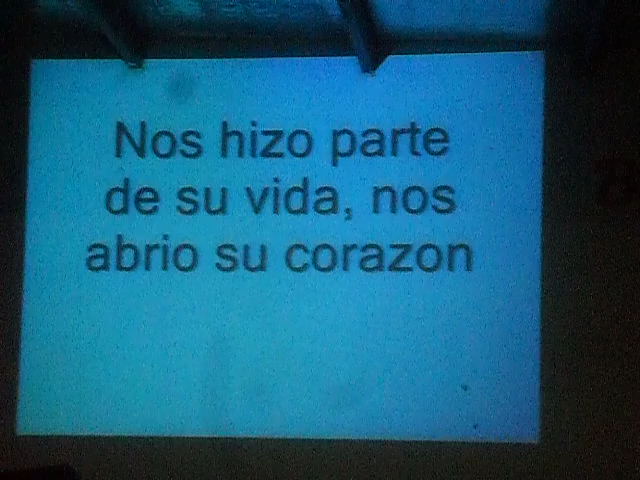 Nos hizo parte
de su vida, nos
abrio su corazon